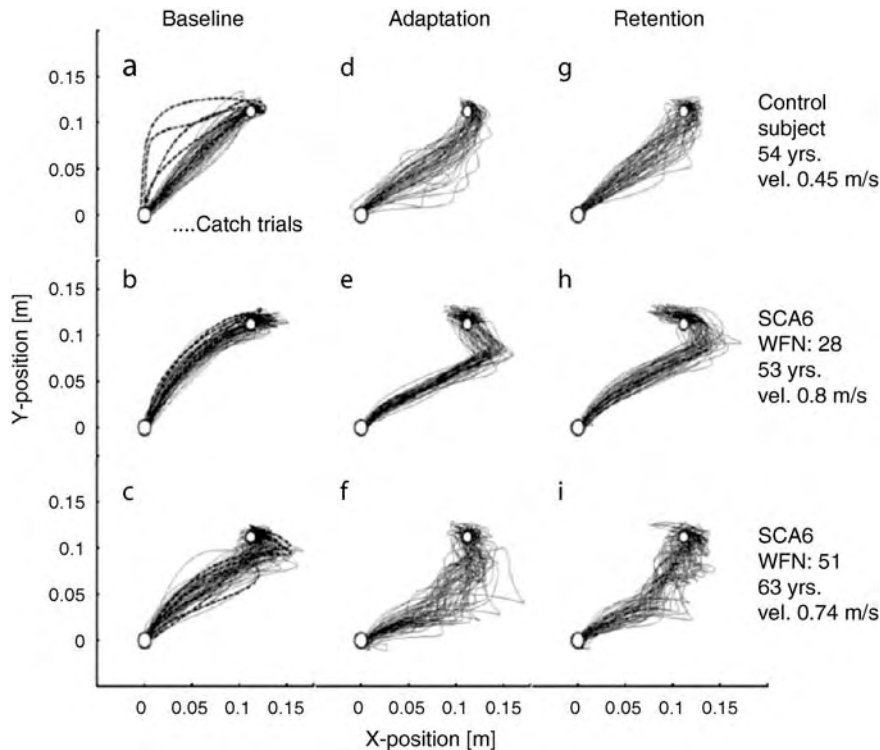 Baseline
Adaptation
Retention
a
d
g
0.15
0.1
0.05
0
....Catch trials
Control
subject
54 yrs.
vel. 0.45 m/s
b
e
h
0.15
0.1
0.05
0
SCA6
WFN: 28
53 yrs.
vel. 0.8 m/s
c
f
i
0.15
0.1
0.05
0
SCA6
WFN: 51
63 yrs.
vel. 0.74 m/s
Y-position [m]
0 0.05 0.1 0.15
0 0.05 0.1 0.15
0 0.05 0.1 0.15
X-position [m]